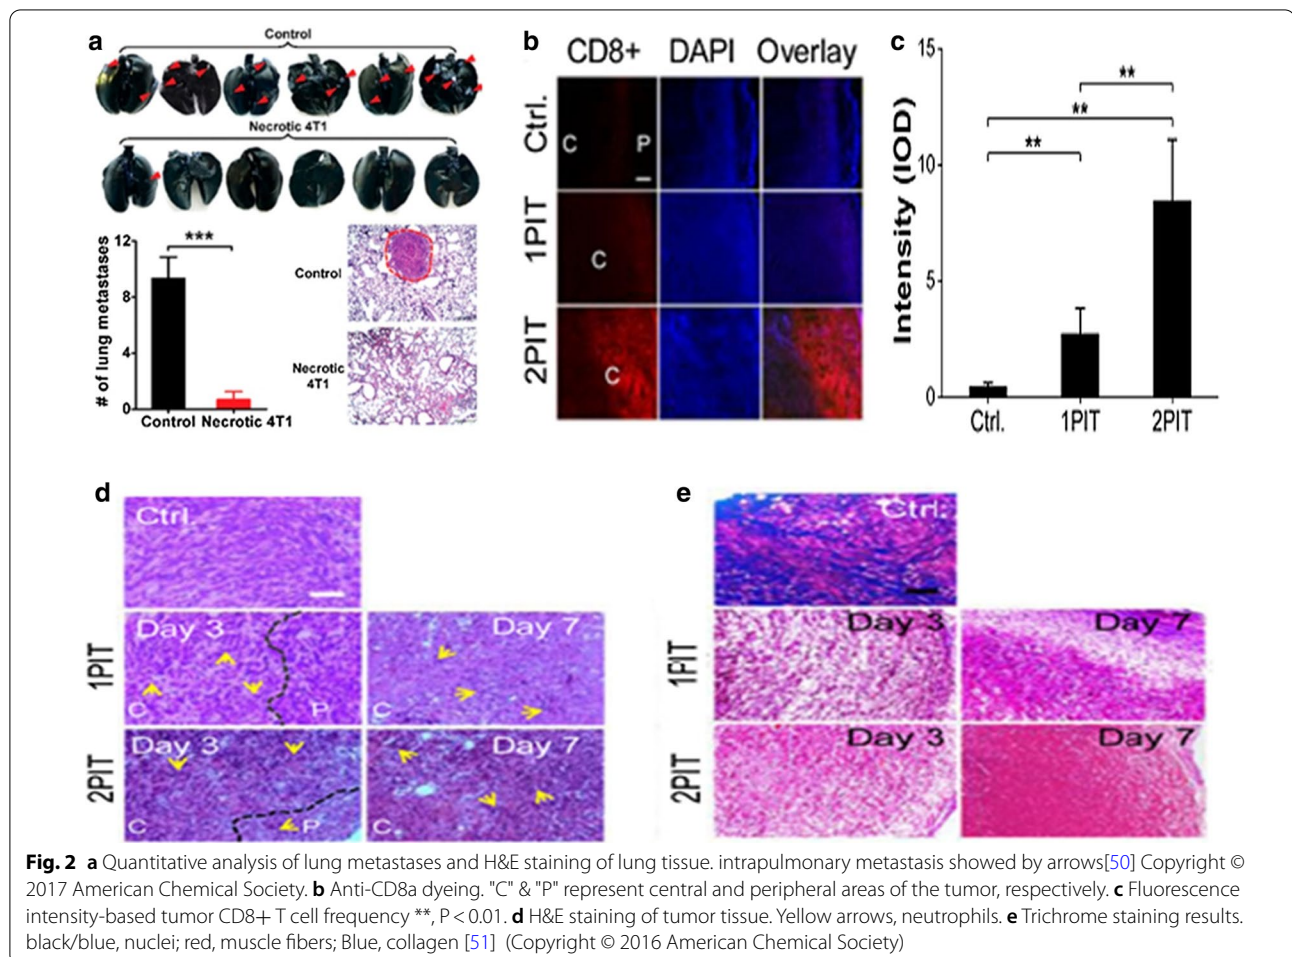 a
Control
Necrotic 4T1
***
# of lung metastases
12
8
4
0
Control Necrotic 4T1
Control
Necrotic
4T1
b
CD8+ DAPI Overlay
Ctrl.
C P
1PIT
C
2PIT
C
c
Intensity (IOD)
15
10
5
0
**
**
**
Ctrl. 1PIT 2PIT
d
Ctrl.
1PIT
Day 3
C P
Day 7
C
2PIT
Day 3
C P
Day 7
C
e
Ctrl.
1PIT
Day 3
Day 7
2PIT
Day 3
Day 7
Fig. 2 a Quantitative analysis of lung metastases and H&E staining of lung tissue. intrapulmonary metastasis showed by arrows[50] Copyright ©
2017 American Chemical Society. b Anti-CD8a dyeing. "C" & "P" represent central and peripheral areas of the tumor, respectively. c Fluorescence
intensity-based tumor CD8+ T cell frequency **, P < 0.01. d H&E staining of tumor tissue. Yellow arrows, neutrophils. e Trichrome staining results.
black/blue, nuclei; red, muscle fibers; Blue, collagen [51] (Copyright © 2016 American Chemical Society)